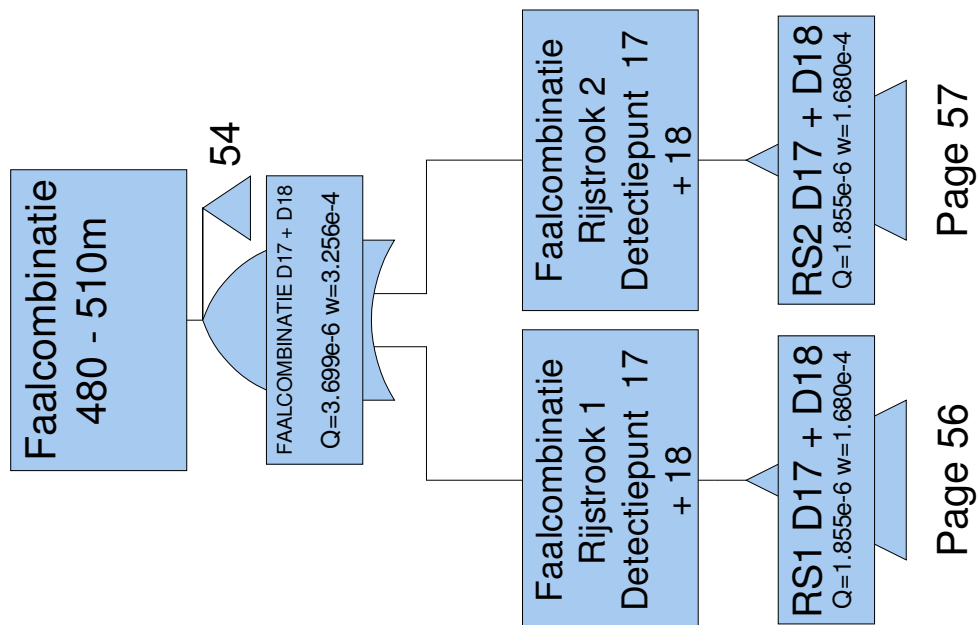 Faalcombinatie
480 - 510m
54
FAALCOMBINATIE D17 + D18
Q=3.699e-6 w=3.256e-4
Faalcombinatie
Rijstrook 1
Detectiepunt 17
+ 18
RS1 D17 + D18
Q=1.855e-6 w=1.680e-4
Page 56
Faalcombinatie
Rijstrook 2
Detectiepunt 17
+ 18
RS2 D17 + D18
Q=1.855e-6 w=1.680e-4
Page 57